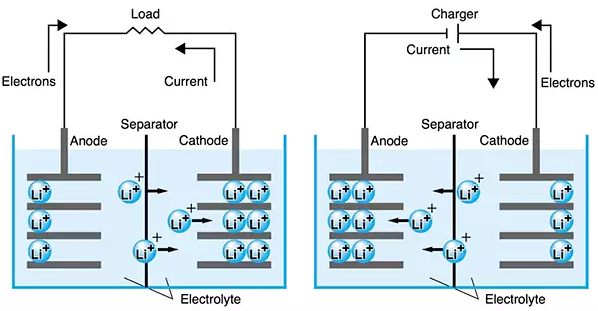 Load
Electrons
Current
Anode
Separator
Cathode
Li+
Li+
Li+
Li+
+
Li+
+
Li+
+
Li+ Li+
Li+ Li+
Li+ Li+
Electrolyte
Charger
Current
Electrons
Anode
Separator
Cathode
Li+ Li+
Li+ Li+
Li+ Li+
Li+
+
Li+
+
Li+
+
Li+
Li+
Li+
Electrolyte